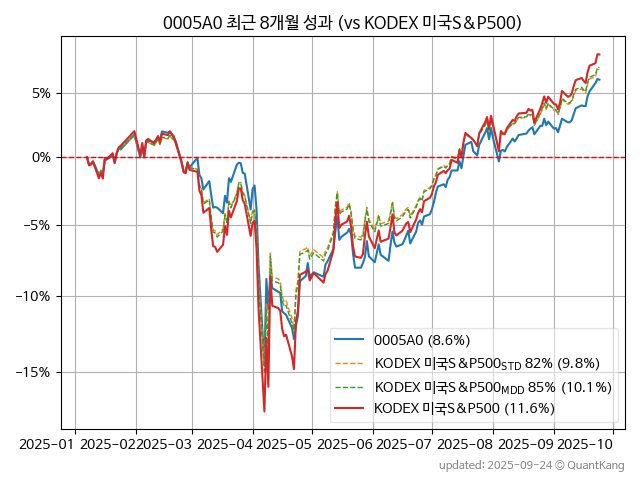 0005A0 최근 8개월 성과 (vs KODEX 미국S&P500)
5%
0%
−5%
−10%
−15%
0005A0 (8.6%)
KODEX 미국S&P500STD 82% (9.8%)
KODEX 미국S&P500MDD 85% (10.1%)
KODEX 미국S&P500 (11.6%)
2025-01 2025-02 2025-03 2025-04 2025-05 2025-06 2025-07 2025-08 2025-09 2025-10
updated: 2025-09-24 © QuantKang